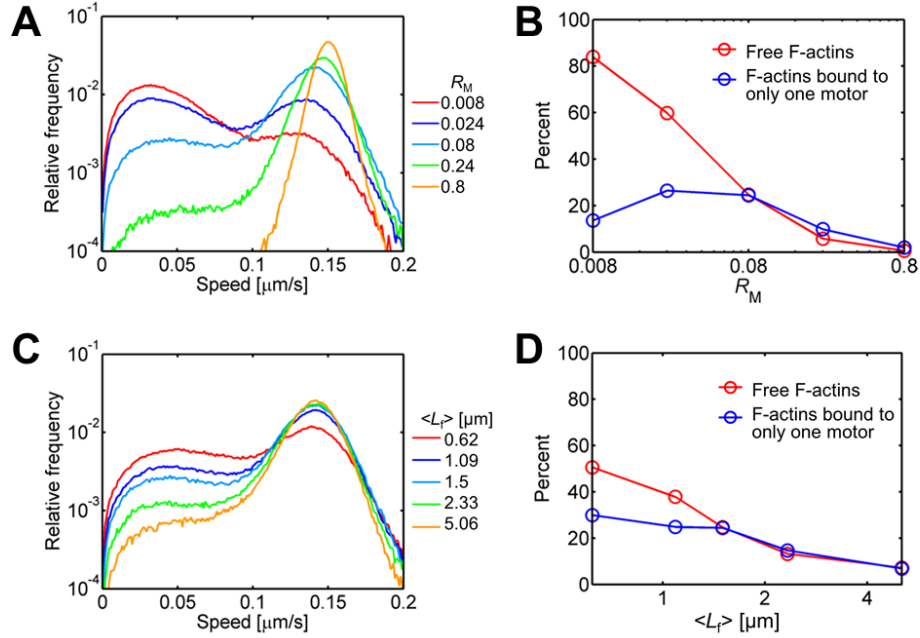 A
10⁻¹
10⁻²
10⁻³
10⁻⁴
Relative frequency
0
0.05
0.1
0.15
0.2
Speed [μm/s]
R_M
0.008
0.024
0.08
0.24
0.8
B
100
80
60
40
20
0
Percent
Free F-actins
F-actins bound to
only one motor
0.008
0.08
0.8
R_M
C
10⁻¹
10⁻²
10⁻³
10⁻⁴
Relative frequency
0
0.05
0.1
0.15
0.2
Speed [μm/s]
<L_f> [μm]
0.62
1.09
1.5
2.33
5.06
D
100
80
60
40
20
0
Percent
Free F-actins
F-actins bound to
only one motor
1
2
4
<L_f> [μm]